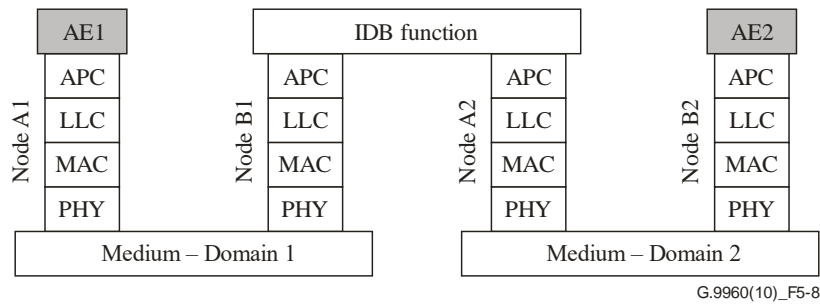 AE1
IDB function
AE2
APC
APC
APC
APC
Node A1
Node B1
Node A2
Node B2
LLC
LLC
LLC
LLC
MAC
MAC
MAC
MAC
PHY
PHY
PHY
PHY
Medium – Domain 1
Medium – Domain 2
G.9960(10)_F5-8